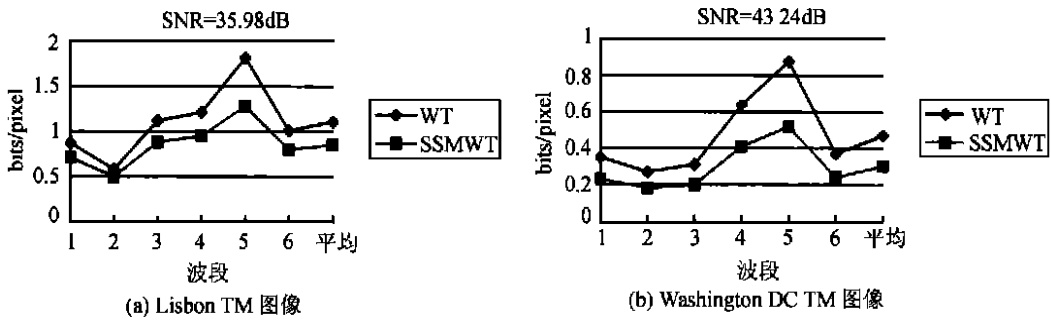 SNR=35.98dB
2
1.5
1
0.5
0
bits/pixel
WT
SSMWT
1 2 3 4 5 6 平均
波段
(a) Lisbon TM 图像
SNR=43 24dB
1
0.8
0.6
0.4
0.2
0
bits/pixel
WT
SSMWT
1 2 3 4 5 6 平均
波段
(b) Washington DC TM 图像